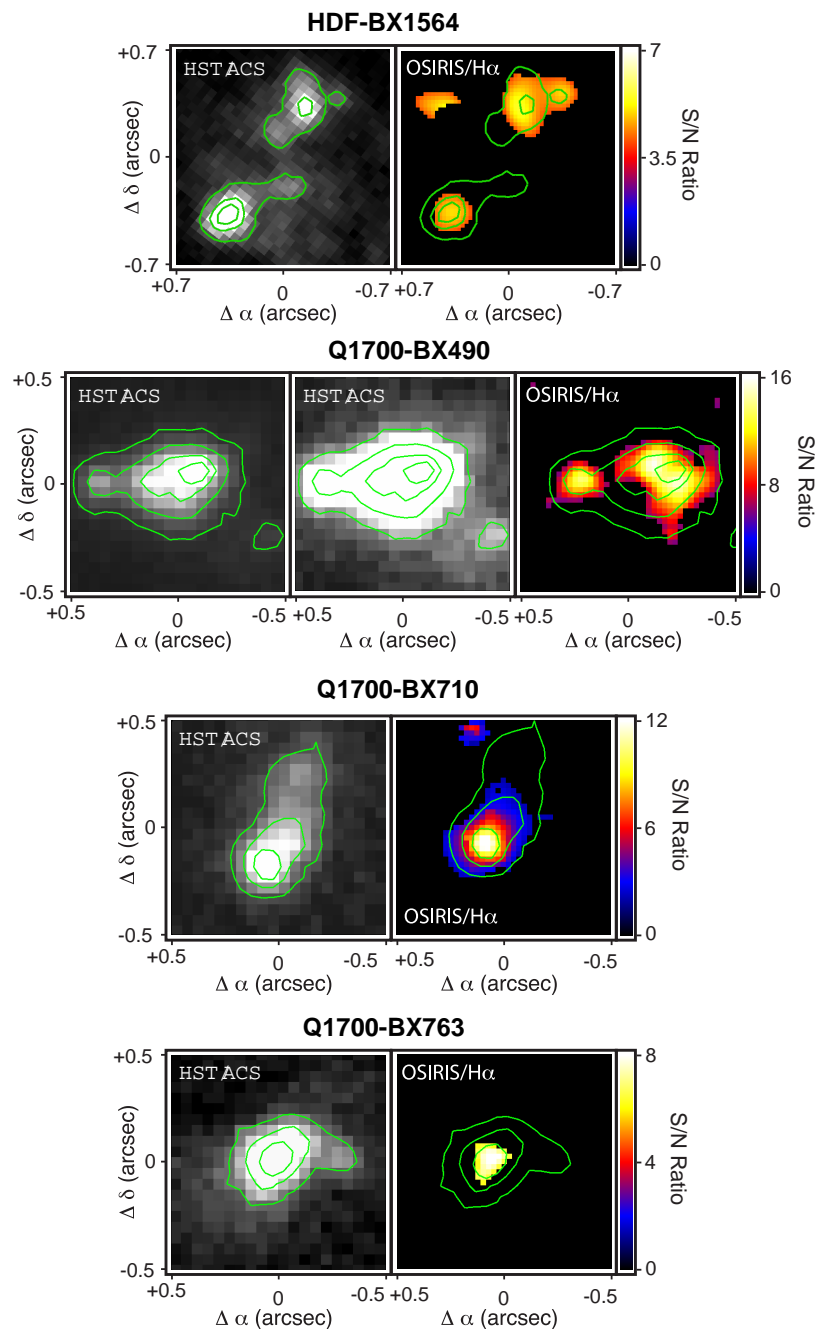 HDF-BX1564
+0.7
HST/ACS
OSIRIS/Hα
7
Δ δ (arcsec)
0
3.5
S/N Ratio
-0.7
0
+0.7
0
-0.7
+0.7
0
-0.7
Δ α (arcsec)
Δ α (arcsec)
Q1700-BX490
+0.5
HST/ACS
HST/ACS
OSIRIS/Hα
16
Δ δ (arcsec)
0
8
S/N Ratio
-0.5
0
+0.5
0
-0.5
+0.5
0
-0.5
+0.5
0
-0.5
Δ α (arcsec)
Δ α (arcsec)
Δ α (arcsec)
Q1700-BX710
+0.5
HST/ACS
12
Δ δ (arcsec)
0
6
S/N Ratio
OSIRIS/Hα
-0.5
0
+0.5
0
-0.5
+0.5
0
-0.5
Δ α (arcsec)
Δ α (arcsec)
Q1700-BX763
+0.5
HST/ACS
OSIRIS/Hα
8
Δ δ (arcsec)
0
4
S/N Ratio
-0.5
0
+0.5
0
-0.5
+0.5
0
-0.5
Δ α (arcsec)
Δ α (arcsec)